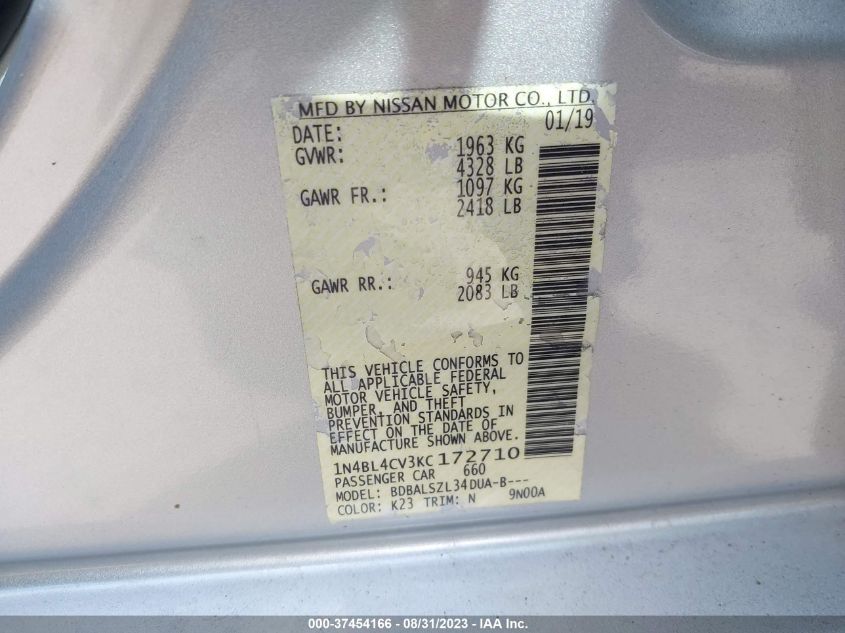 MFD BY NISSAN MOTOR CO., LTD.
DATE: 01/19
GVWR: 1963 KG
4328 LB
GAWR FR.: 1097 KG
2418 LB
GAWR RR.: 945 KG
2083 LB
THIS VEHICLE CONFORMS TO
ALL APPLICABLE FEDERAL
MOTOR VEHICLE SAFETY,
BUMPER, AND THEFT
PREVENTION STANDARDS IN
EFFECT ON THE DATE OF
MANUFACTURE SHOWN ABOVE.
1N4BL4CV3KC172710
PASSENGER CAR 660
MODEL: BDBALSZL34DUA-B---
COLOR: K23 TRIM: N 9N00A
000-37454166 - 08/31/2023 - IAA Inc.